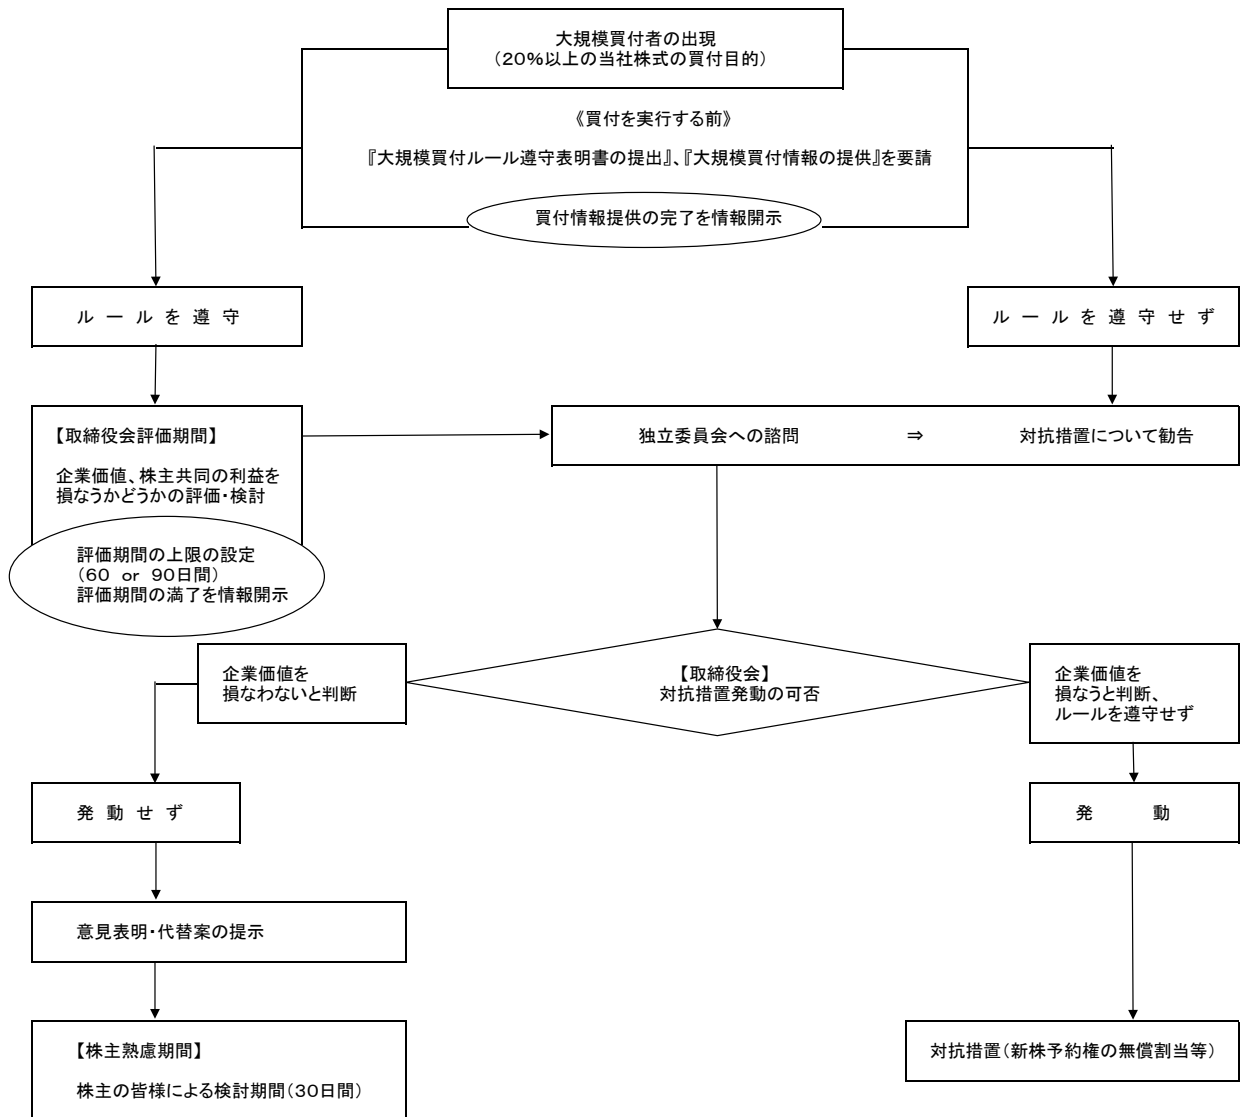 大規模買付者の出現
(20%以上の当社株式の買付目的)
《買付を実行する前》
『大規模買付ルール遵守表明書の提出』、『大規模買付情報の提供』を要請
買付情報提供の完了を情報開示
ル ー ル を 遵 守
ル ー ル を 遵 守 せ ず
【取締役会評価期間】
企業価値、株主共同の利益を
損なうかどうかの評価・検討
評価期間の上限の設定
(60 or 90日間)
評価期間の満了を情報開示
独立委員会への諮問 ⇒ 対抗措置について勧告
【取締役会】
対抗措置発動の可否
企業価値を
損なわないと判断
企業価値を
損なうと判断、
ルールを遵守せず
発 動 せ ず
発 動
意見表明・代替案の提示
【株主熟慮期間】
株主の皆様による検討期間(30日間)
対抗措置(新株予約権の無償割当等)